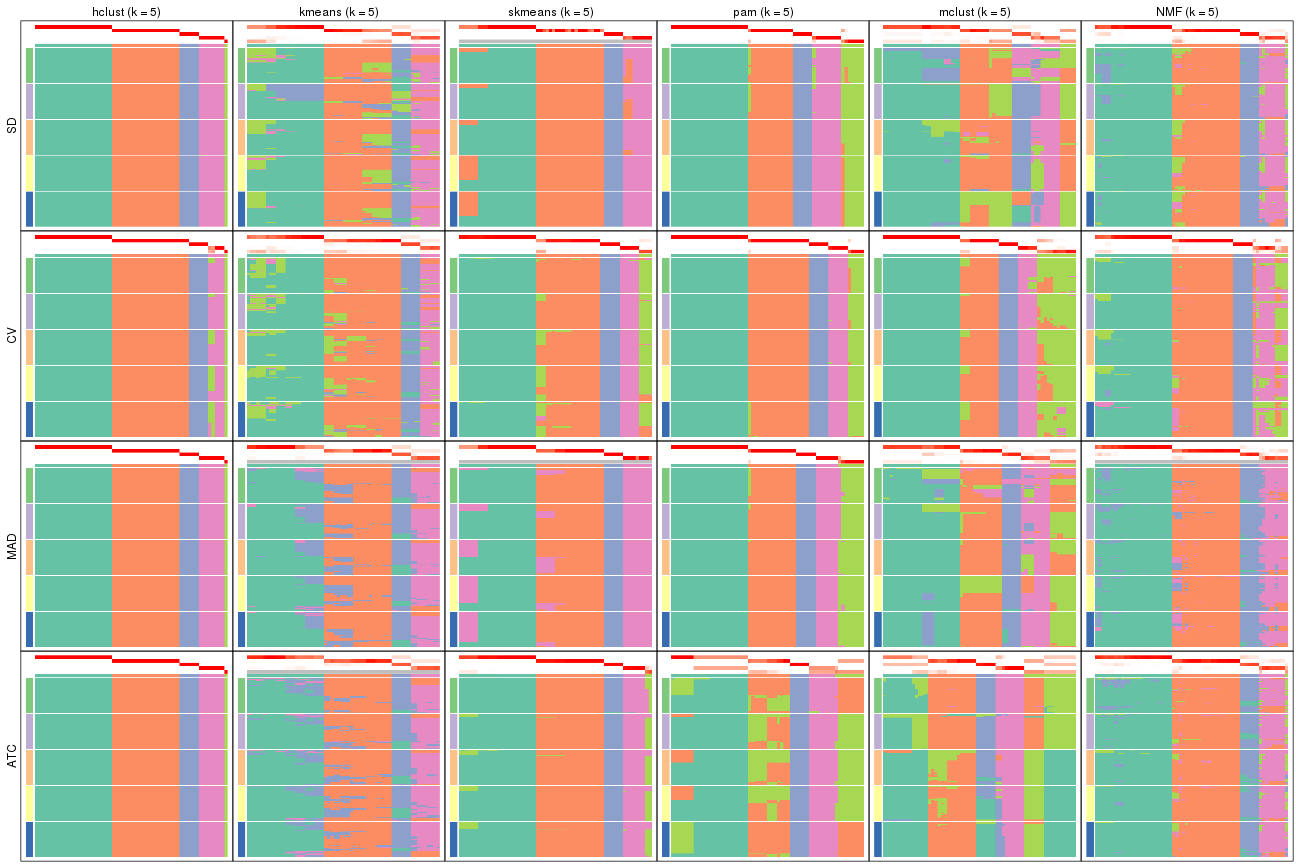 hclust (k = 5) kmeans (k = 5) skmeans (k = 5) pam (k = 5) mclust (k = 5) NMF (k = 5)
SD
CV
MAD
ATC